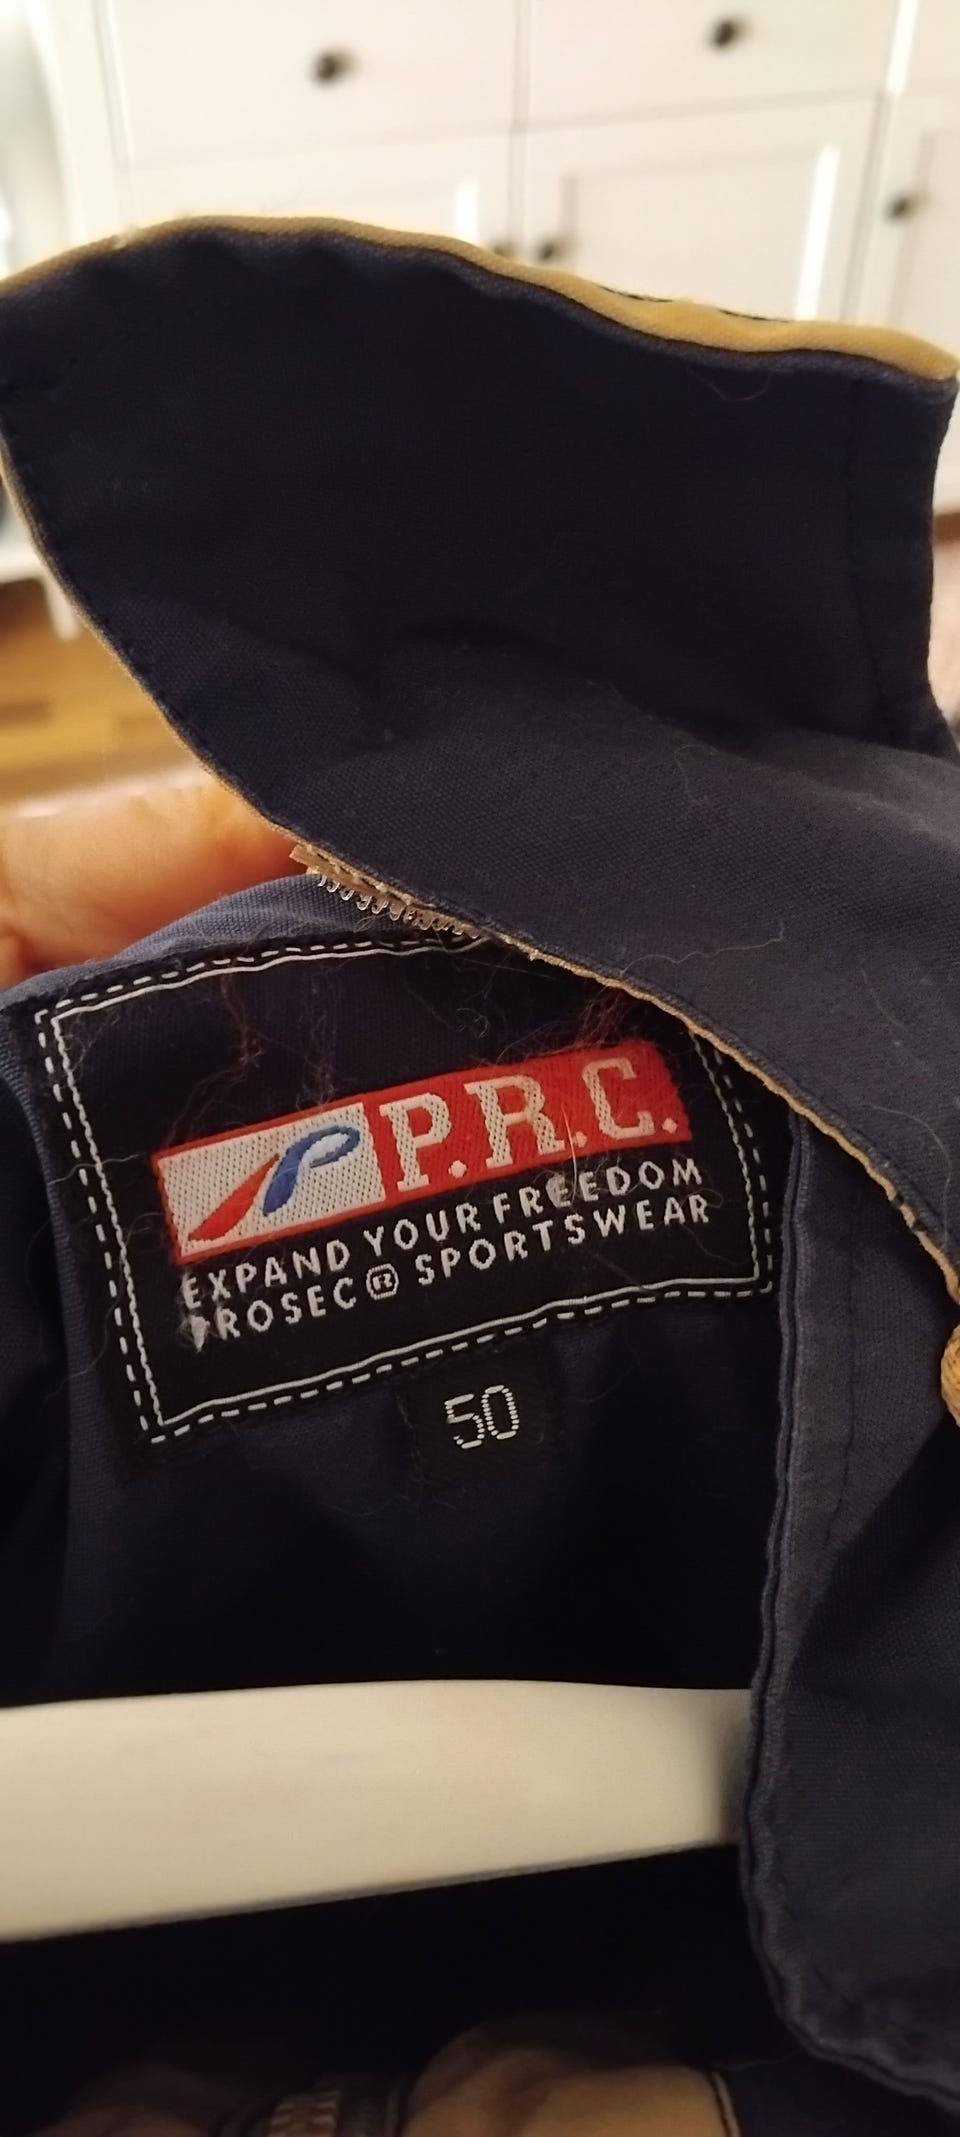 P.R.C.
EXPAND YOUR FREEDOM
PROSEC ® SPORTSWEAR
50